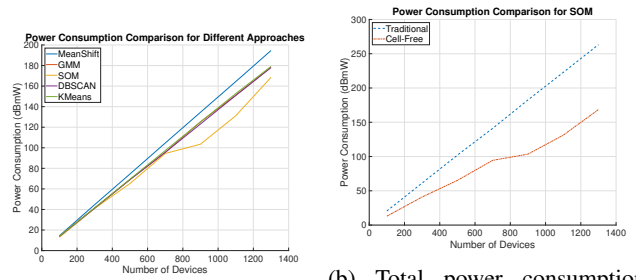 Power Consumption Comparison for Different Approaches
200
180
160
140
120
100
80
60
40
20
0
Power Consumption (dBmW)
MeanShift
GMM
SOM
DBSCAN
KMeans
0 200 400 600 800 1000 1200 1400
Number of Devices
Power Consumption Comparison for SOM
300
250
200
150
100
50
0
Power Consumption (dBmW)
Traditional
Cell-Free
0 200 400 600 800 1000 1200 1400
Number of Devices
(b) Total power consumption